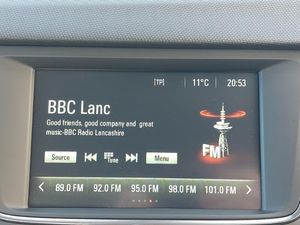 [TP] 11°C 20:53
BBC Lanc
Good friends, good company and great
music-BBC Radio Lancashire
FM
Source Tune Menu
89.0 FM 92.0 FM 95.0 FM 98.0 FM 101.0 FM